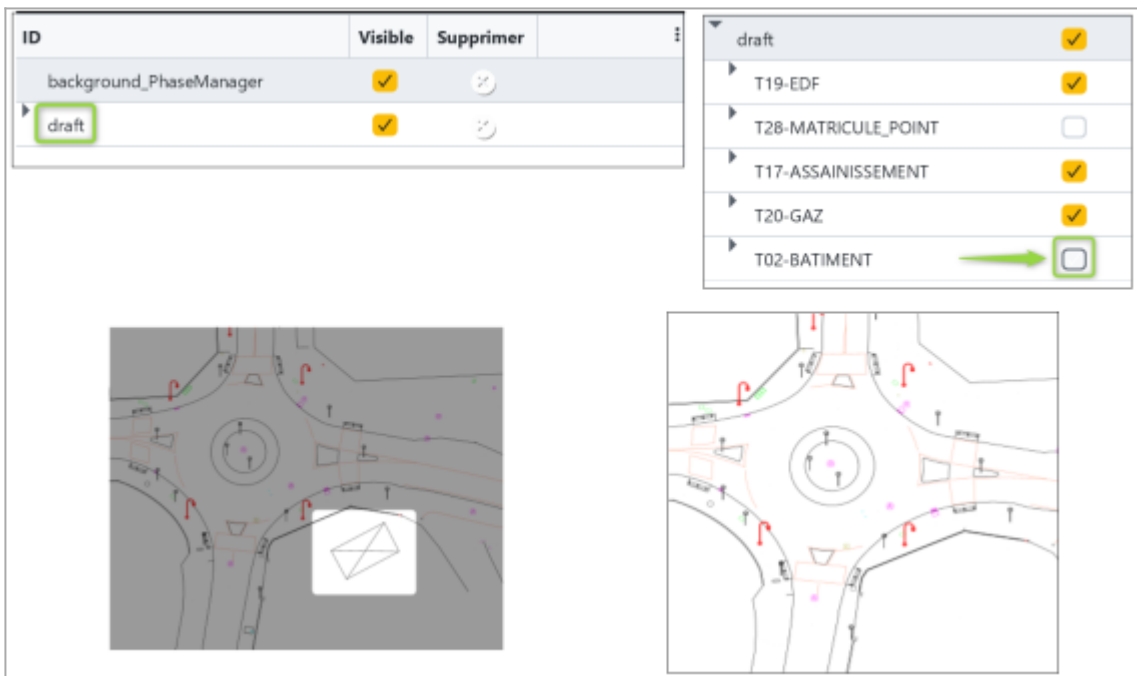 ID Visible Supprimer
background_PhaseManager
draft
draft
T19-EDF
T28-MATRICULE_POINT
T17-ASSAINISSEMENT
T20-GAZ
T02-BATIMENT